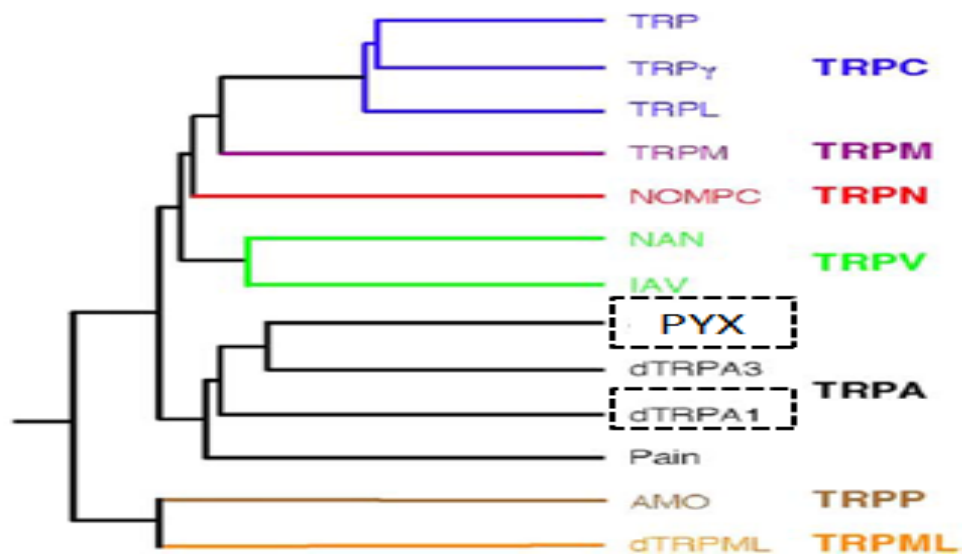 TRP
TRPγ
TRPC
TRPL
TRPM
TRPM
NOMPC
TRPN
NAN
TRPV
IAV
PYX
dTRPA3
TRPA
dTRPA1
Pain
AMO
TRPP
dTRPML
TRPML